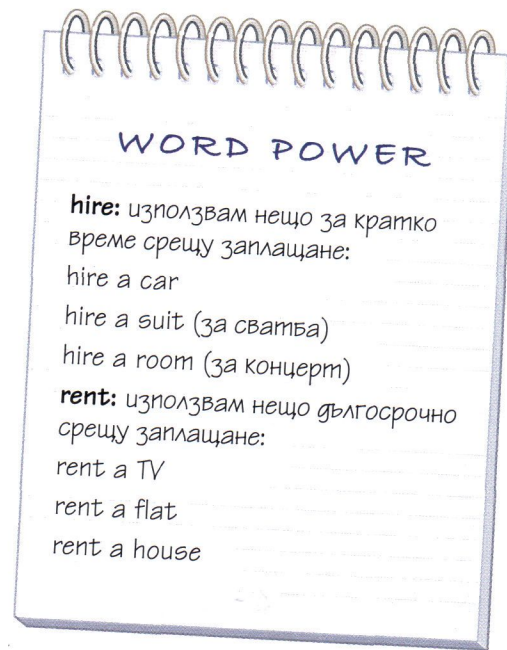 WORD POWER
hire: използвам нещо за кратко
време срещу заплащане:
hire a car
hire a suit (за сватба)
hire a room (за концерт)
rent: използвам нещо дългосрочно
срещу заплащане:
rent a TV
rent a flat
rent a house